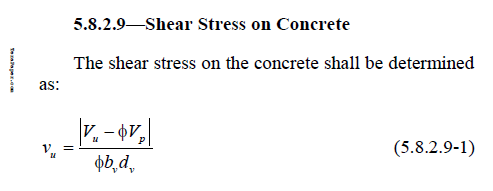 5.8.2.9—Shear Stress on Concrete
The shear stress on the concrete shall be determined
as:
v_u = |V_u − ϕV_p| / ϕb_v d_v (5.8.2.9-1)